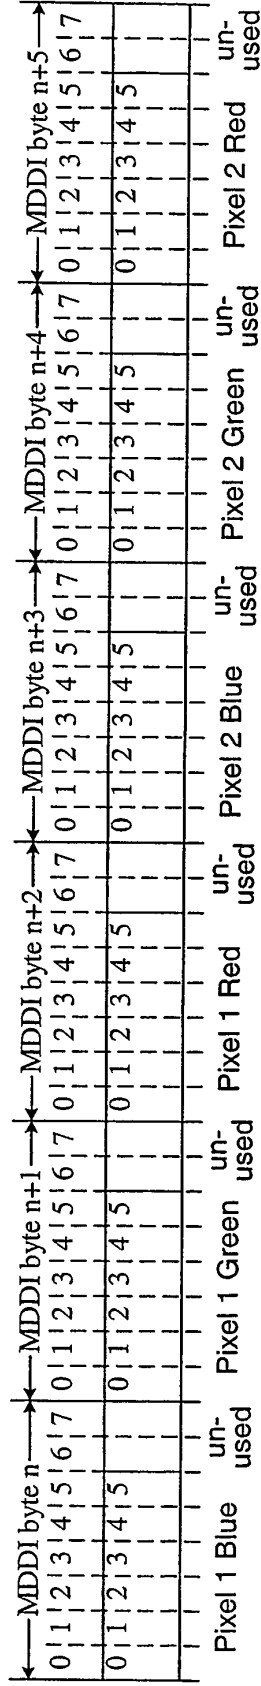 MDDI byte n MDDI byte n+1 MDDI byte n+2 MDDI byte n+3 MDDI byte n+4 MDDI byte n+5
0 1 2 3 4 5 6 7 0 1 2 3 4 5 6 7 0 1 2 3 4 5 6 7 0 1 2 3 4 5 6 7 0 1 2 3 4 5 6 7 0 1 2 3 4 5 6 7
0 1 2 3 4 5 0 1 2 3 4 5 0 1 2 3 4 5 0 1 2 3 4 5 0 1 2 3 4 5 0 1 2 3 4 5
Pixel 1 Blue un- Pixel 1 Green un- Pixel 1 Red un- Pixel 2 Blue un- Pixel 2 Green un- Pixel 2 Red un-
used used used used used used